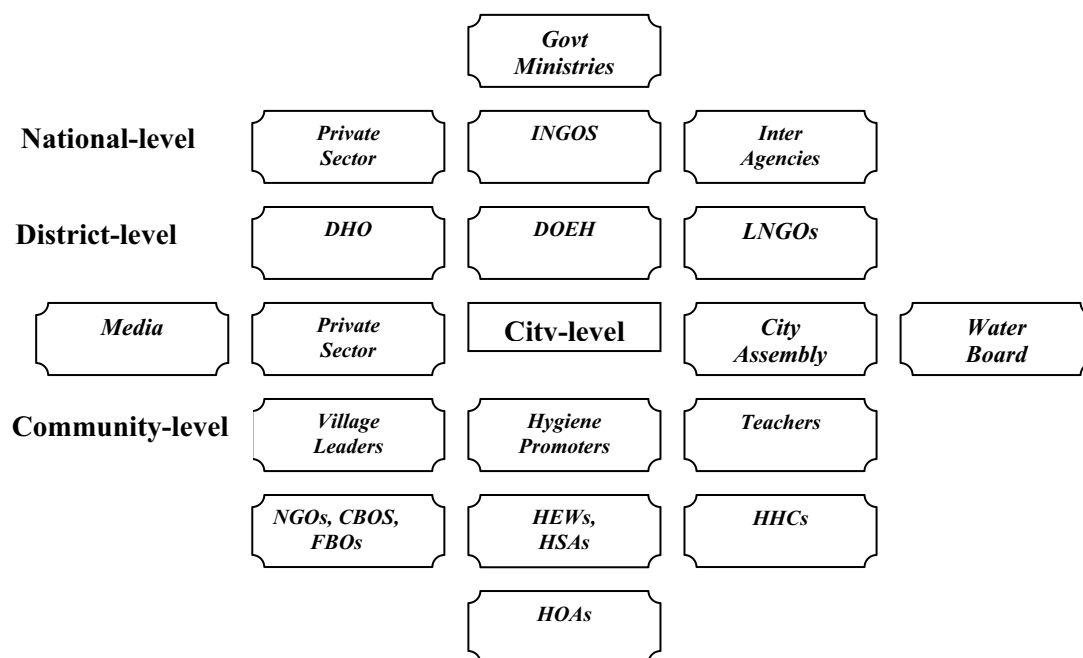 Govt
Ministries
National-level
Private
Sector
INGOS
Inter
Agencies
District-level
DHO
DOEH
LNGOs
Media
Private
Sector
City-level
City
Assembly
Water
Board
Community-level
Village
Leaders
Hygiene
Promoters
Teachers
NGOs, CBOS,
FBOs
HEWs,
HSAs
HHCs
HOAs